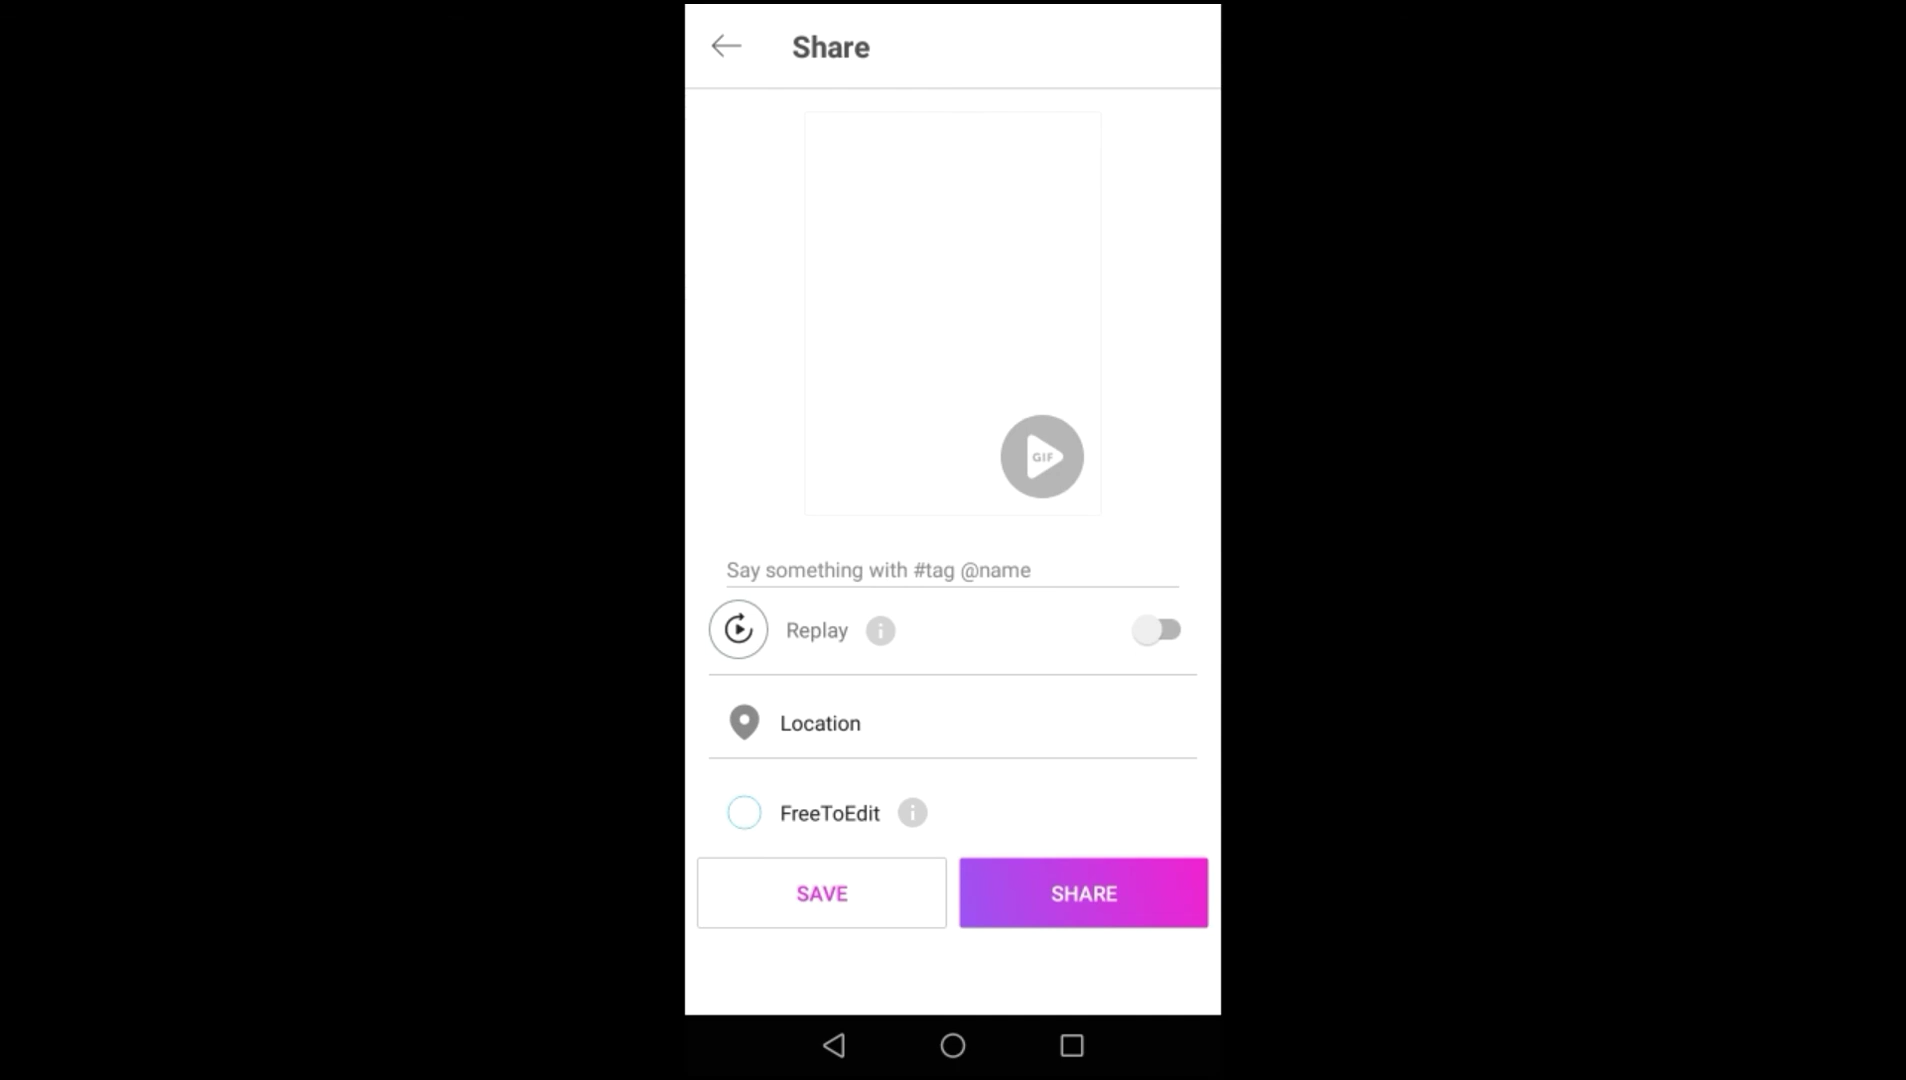 Share
GIF
Say something with #tag @name
Replay
Location
FreeToEdit
SAVE
SHARE